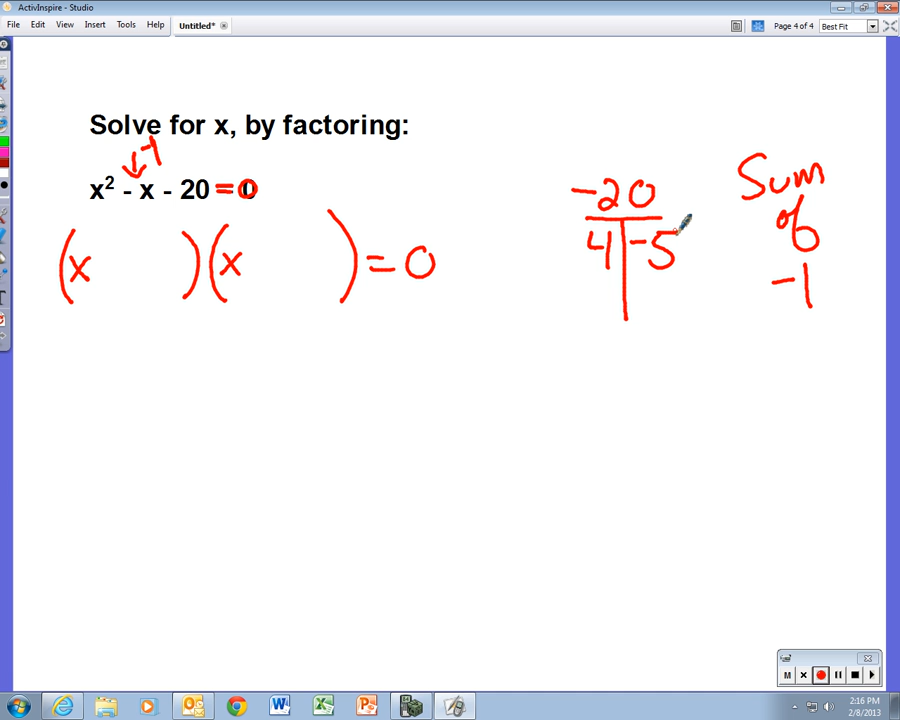 ActivInspire - Studio
File Edit View Insert Tools Help Untitled* Page 4 of 4 Best Fit
Solve for x, by factoring:
-1
x² - x - 20 = 0
(x )(x ) = 0
-20
4 -5
Sum
of
-1
M
2:16 PM
2/8/2013